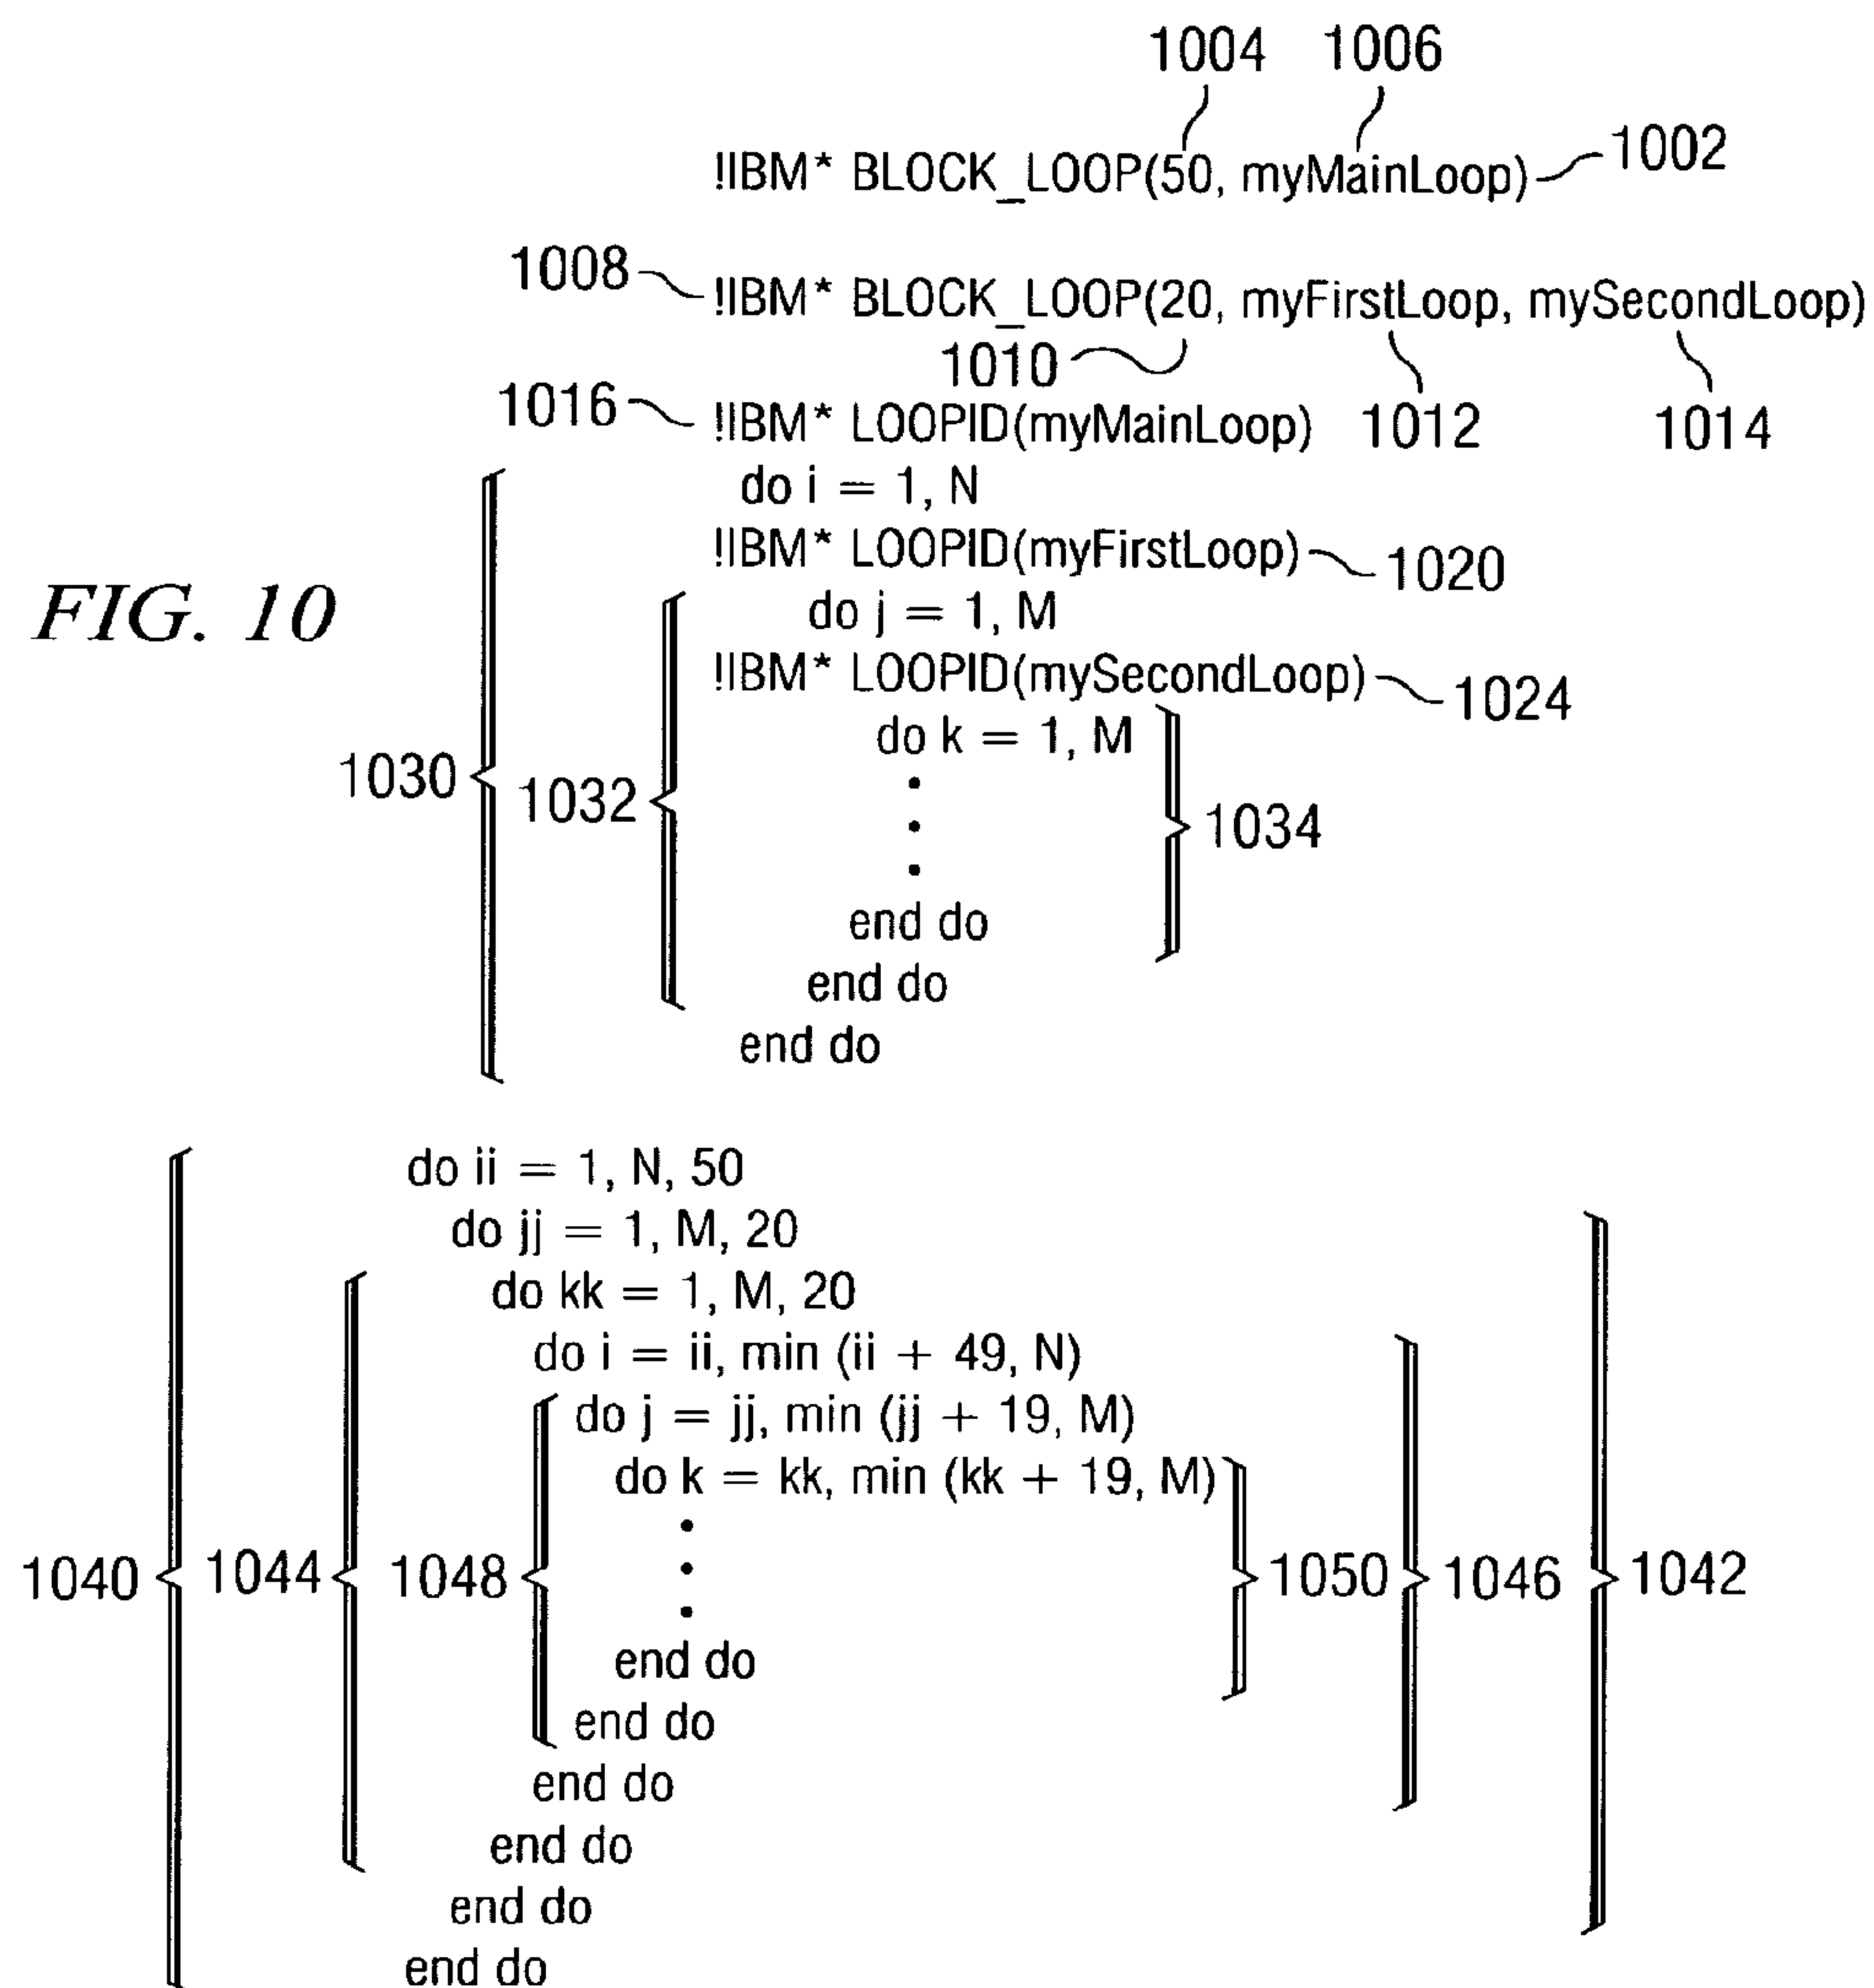 1004 1006
!IBM* BLOCK_LOOP(50, myMainLoop) 1002
1008 !IBM* BLOCK_LOOP(20, myFirstLoop, mySecondLoop)
1010
1016 !IBM* LOOPID(myMainLoop) 1012 1014
do i = 1, N
!IBM* LOOPID(myFirstLoop) 1020
FIG. 10
do j = 1, M
!IBM* LOOPID(mySecondLoop) 1024
do k = 1, M
1030 1032 1034
end do
end do
end do
do ii = 1, N, 50
do jj = 1, M, 20
do kk = 1, M, 20
do i = ii, min (ii + 49, N)
do j = jj, min (jj + 19, M)
do k = kk, min (kk + 19, M)
1040 1044 1048 1050 1046 1042
end do
end do
end do
end do
end do
end do